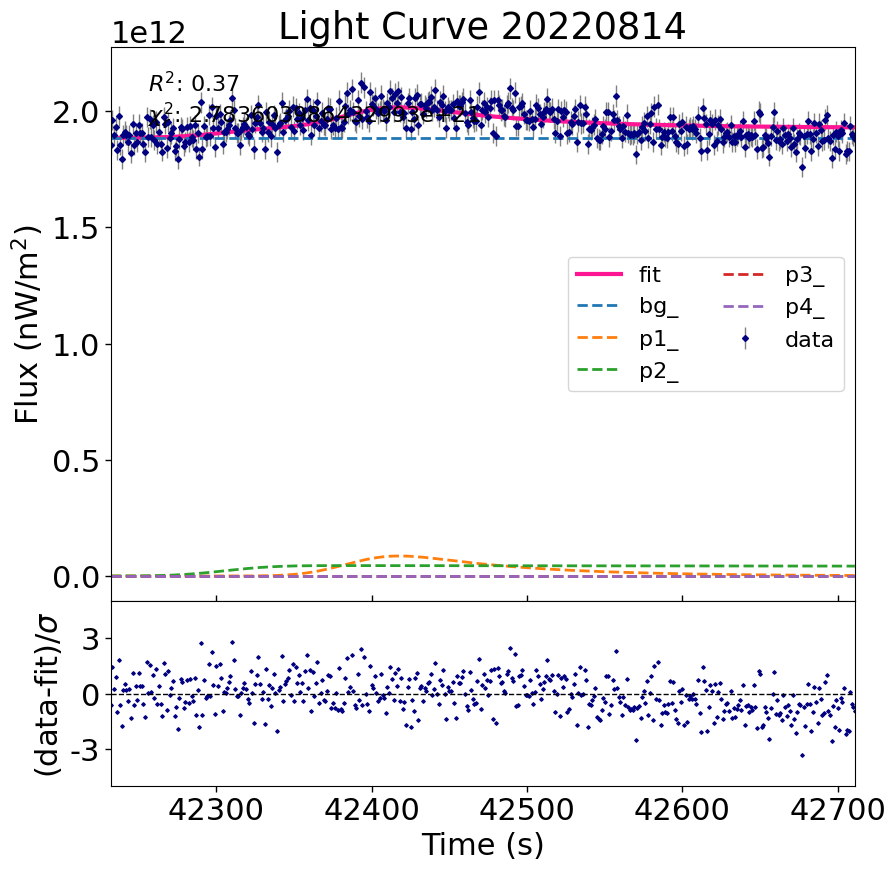 Light Curve 20220814
1e12
R²: 0.37
2.0
1.5
1.0
0.5
0.0
Flux (nW/m²)
fit
bg_
p1_
p2_
p3_
p4_
data
3
0
-3
(data-fit)/σ
42300 42400 42500 42600 42700
Time (s)